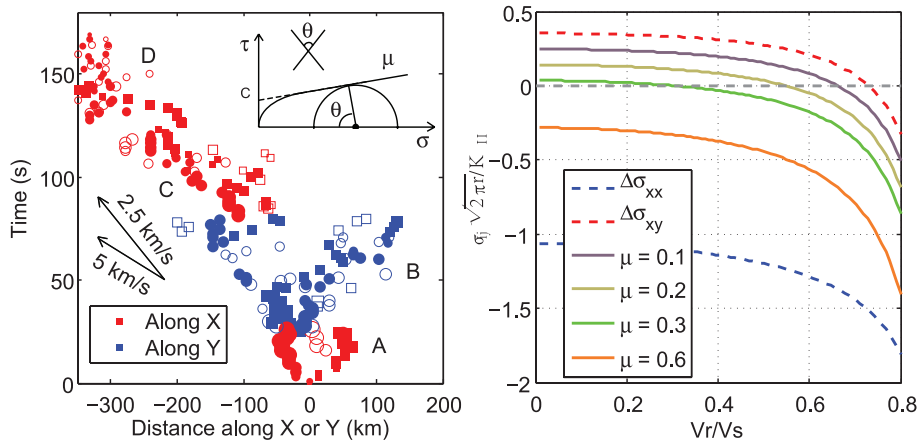 D
C
B
A
2.5 km/s
5 km/s
Along X
Along Y
τ
c
θ
μ
θ
σ
150
100
50
0
Time (s)
−300 −200 −100 0 100 200
Distance along X or Y (km)
0.5
0
−0.5
−1
−1.5
−2
σij √2πr/K II
Δσxx
Δσxy
μ = 0.1
μ = 0.2
μ = 0.3
μ = 0.6
0 0.2 0.4 0.6 0.8
Vr/Vs